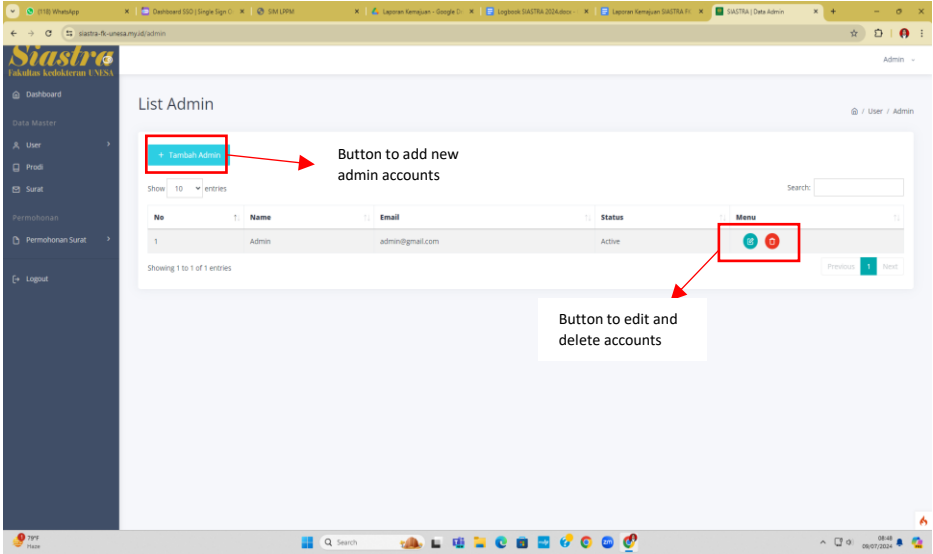 (118) WhatsApp
Dashboard SSO | Single Sign O
SIM LPPM
Laporan Kemajuan - Google Dr
Logbook SIASTRA 2024.docx -
Laporan Kemajuan SIASTRA FK
SIASTRA | Data Admin
siastra-fk-unesa.my.id/admin
Siastra
Fakultas Kedokteran UNESA
Admin
Dashboard
Data Master
User
Prodi
Surat
Permohonan
Permohonan Surat
Logout
List Admin
/ User / Admin
+ Tambah Admin
Button to add new
admin accounts
Show 10 entries
Search:
No Name Email Status Menu
1 Admin admin@gmail.com Active
Showing 1 to 1 of 1 entries
Previous 1 Next
Button to edit and
delete accounts
78°F
Haze
Search
zm
08:48
09/07/2024